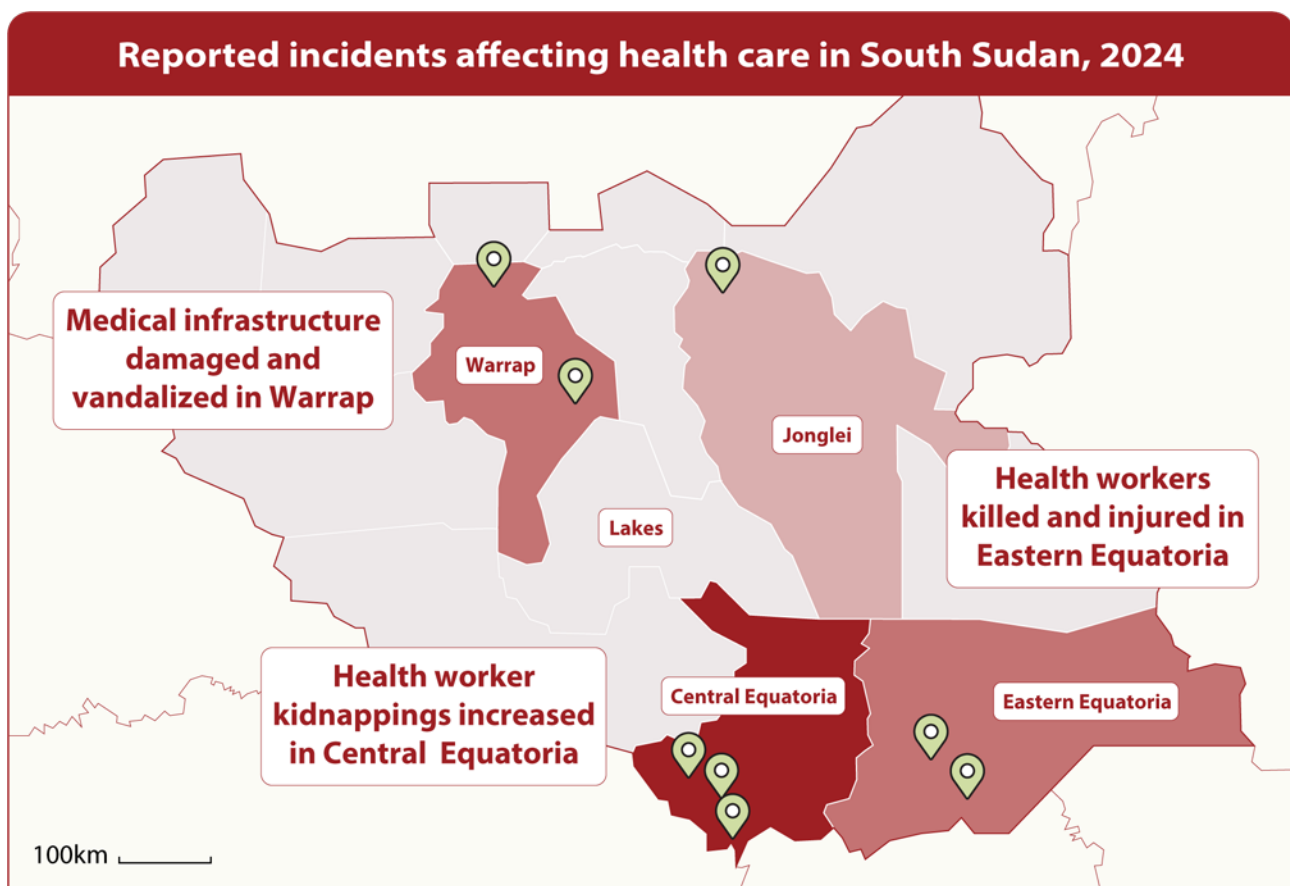 Reported incidents affecting health care in South Sudan, 2024
Medical infrastructure
damaged and
vandalized in Warrap
Warrap
Jonglei
Health workers
killed and injured in
Eastern Equatoria
Lakes
Health worker
kidnappings increased
in Central Equatoria
Central Equatoria
Eastern Equatoria
100km